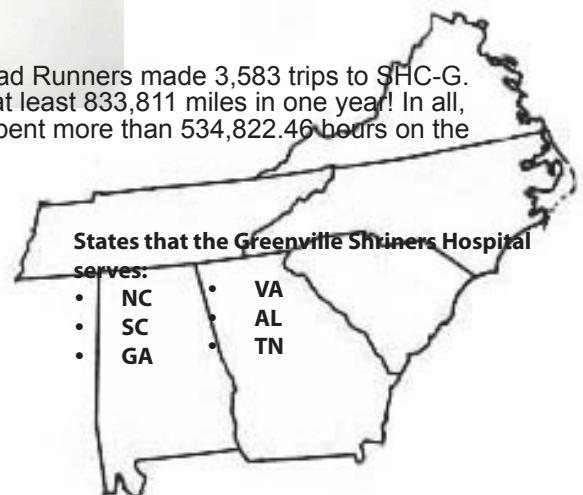 ad Runners made 3,583 trips to SHC-G.
at least 833,811 miles in one year! In all,
pent more than 534,822.46 hours on the
States that the Greenville Shriners Hospital
serves:
• NC
• SC
• GA
• VA
• AL
• TN